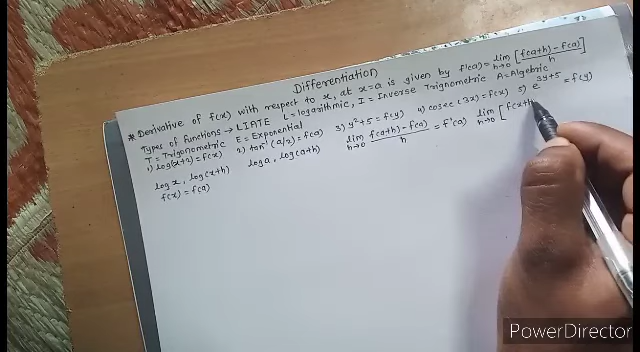 Differentiation
* Derivative of f(x) with respect to x, at x=a is given by f'(a) = lim h→0 [f(a+h) - f(a) / h]
Types of functions → LIATE L = logarithmic, I = Inverse Trigonometric A = Algebric
T = Trigonometric E = Exponential
1) log(x+2) = f(x) 2) tan⁻¹(a/2) = f(a) 3) y²+5 = f(y) 4) cosec(3x) = f(x) 5) e^3y+5 = f(y)
log x, log(x+h) log a, log(a+h) lim h→0 f(a+h) - f(a) / h = f'(a) lim h→0 [f(x+h
f(x) = f(a)
PowerDirector